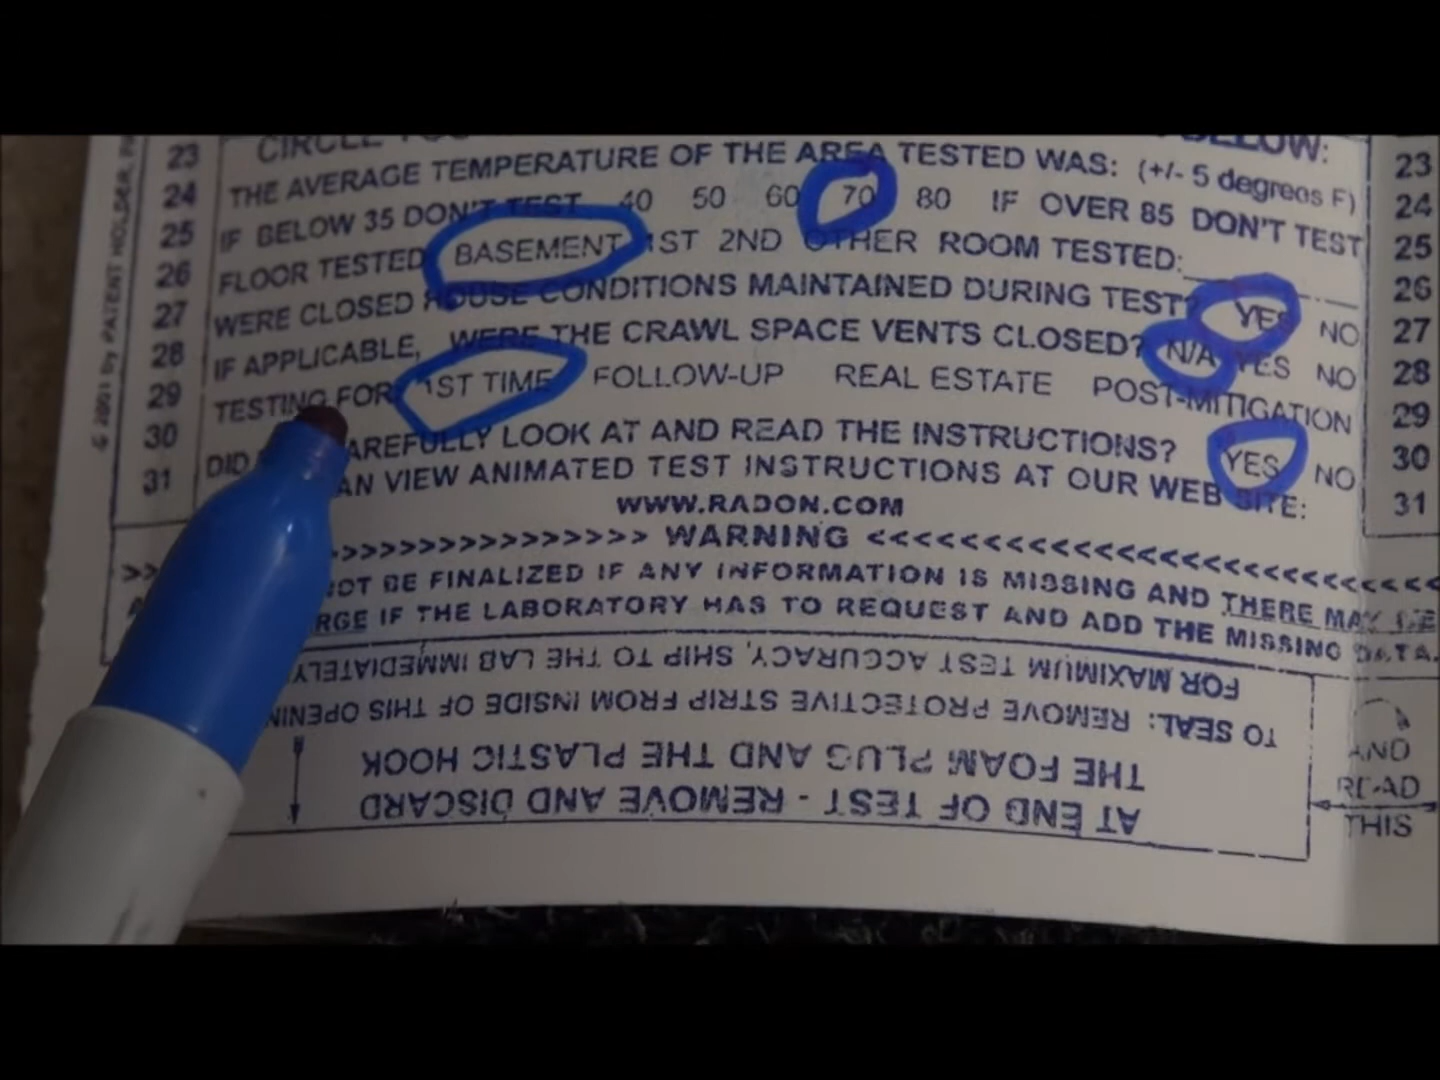 © 2001 by PATENT HOLDER,
23
24
25
26
27
28
29
30
31
CIRCLE BELOW:
THE AVERAGE TEMPERATURE OF THE AREA TESTED WAS: (+/- 5 degrees F)
IF BELOW 35 DON'T TEST 40 50 60 70 80 IF OVER 85 DON'T TEST
FLOOR TESTED BASEMENT 1ST 2ND OTHER ROOM TESTED:
WERE CLOSED HOUSE CONDITIONS MAINTAINED DURING TEST? YES NO
IF APPLICABLE, WERE THE CRAWL SPACE VENTS CLOSED? N/A YES NO
TESTING FOR: 1ST TIME FOLLOW-UP REAL ESTATE POST-MITIGATION
DID CAREFULLY LOOK AT AND READ THE INSTRUCTIONS? YES NO
CAN VIEW ANIMATED TEST INSTRUCTIONS AT OUR WEB SITE:
WWW.RADON.COM
>>>>>>>>>>>>>>>> WARNING <<<<<<<<<<<<<<<<<<<<<<<<<<
NOT BE FINALIZED IF ANY INFORMATION IS MISSING AND THERE MAY BE
IF THE LABORATORY HAS TO REQUEST AND ADD THE MISSING DATA.
23
24
25
26
27
28
29
30
31
AT END OF TEST - REMOVE AND DISCARD
THE FOAM PLUG AND THE PLASTIC HOOK
TO SEAL: REMOVE PROTECTIVE STRIP FROM INSIDE OF THIS OPENING
FOR MAXIMUM TEST ACCURACY, SHIP TO THE LAB IMMEDIATELY
AND
READ
THIS